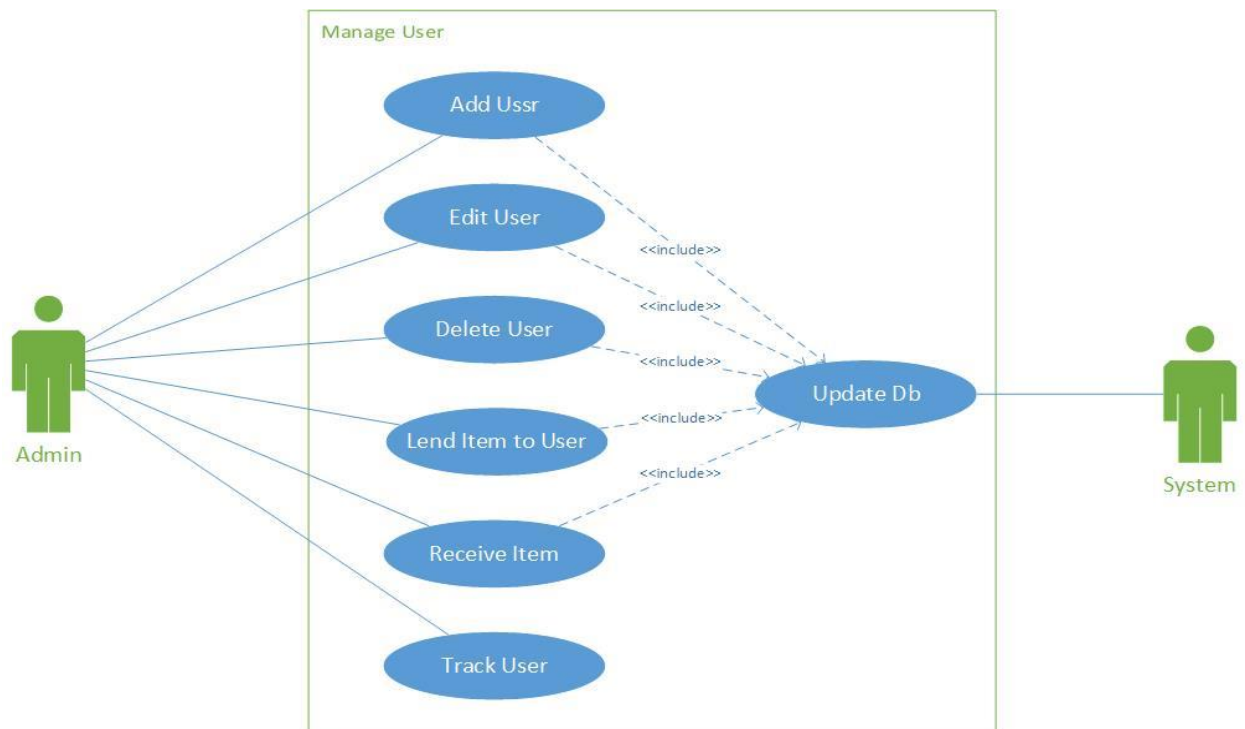 Manage User
Add Ussr
Edit User
<<include>>
<<include>>
Delete User
<<include>>
Update Db
<<include>>
Lend Item to User
Admin
<<include>>
System
Receive Item
Track User